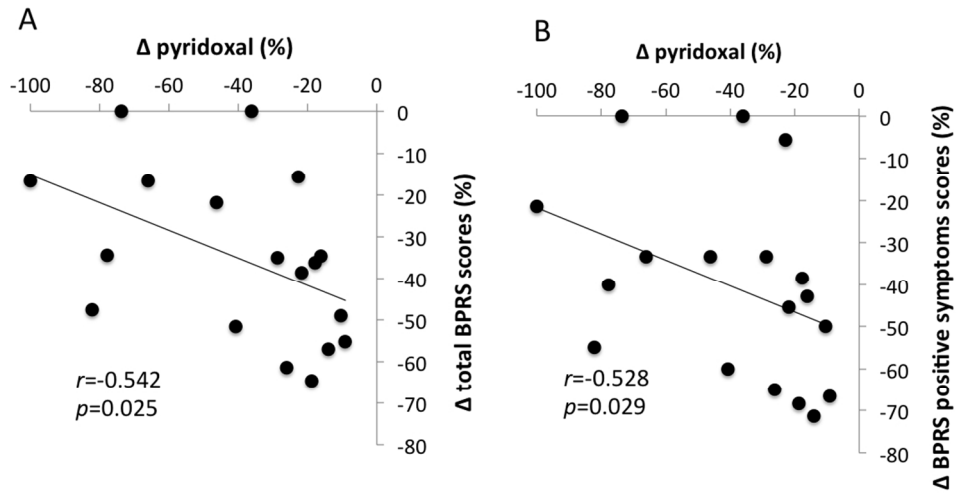 A
Δ pyridoxal (%)
-100 -80 -60 -40 -20 0
0
-10
-20
-30
-40
-50
-60
-70
-80
Δ total BPRS scores (%)
r=-0.542
p=0.025
B
Δ pyridoxal (%)
-100 -80 -60 -40 -20 0
0
-10
-20
-30
-40
-50
-60
-70
-80
Δ BPRS positive symptoms scores (%)
r=-0.528
p=0.029